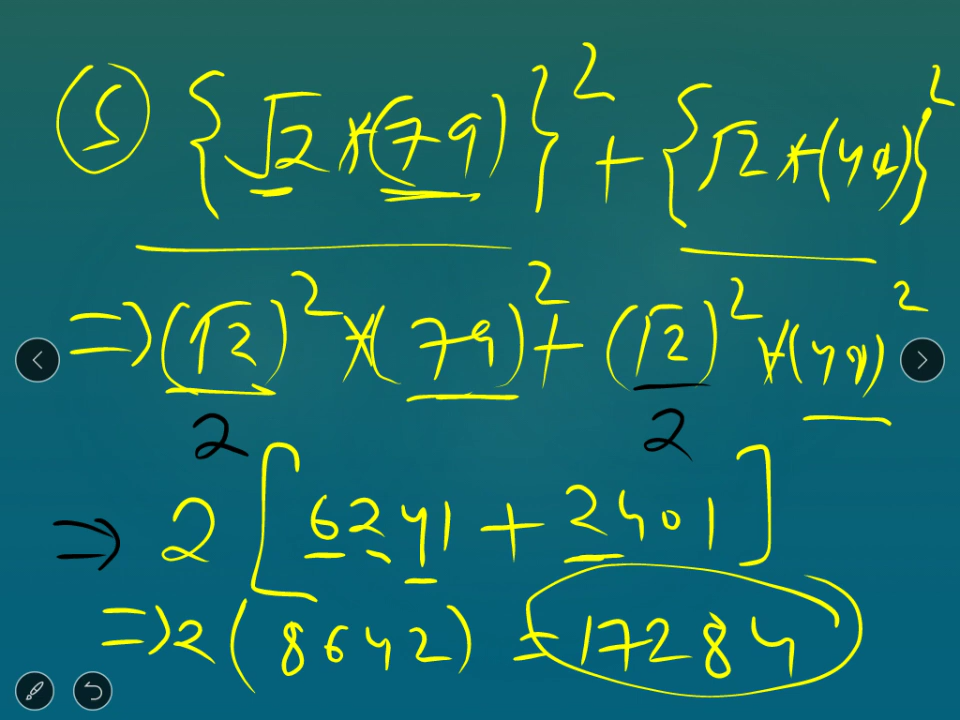 ⑤ {√2 *(79)}² + {√2 *(49)}²
=> (√2)² *(79)² + (√2)² *(49)²
2 2
=> 2 [6241 + 2401]
=> 2 (8642) = 17284